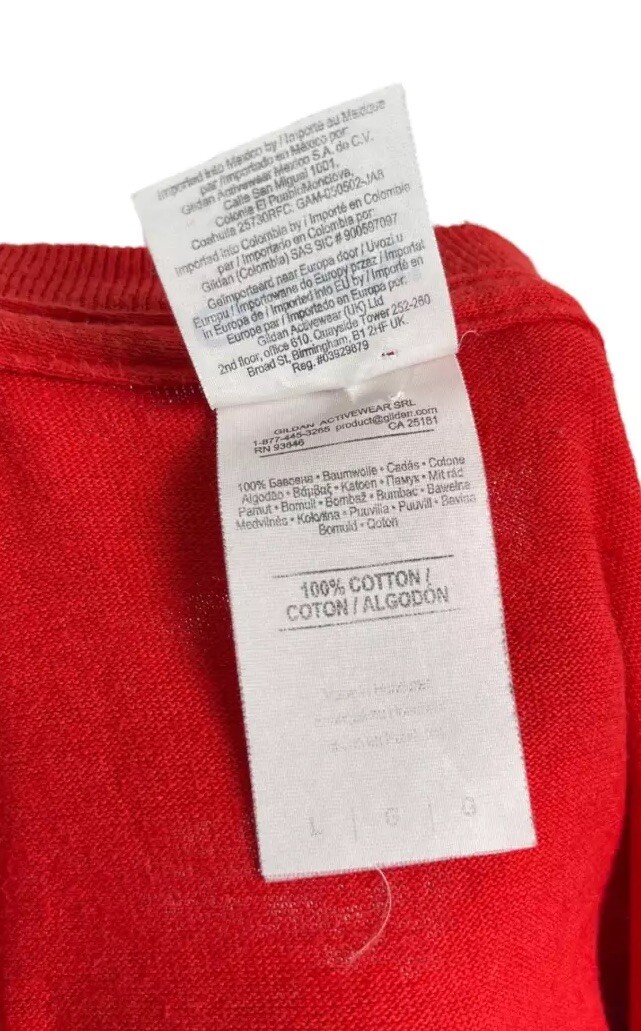 Imported into Mexico by / Importé au Mexique
par / Importado en México por:
Gildan Activewear Mexico S.A. de C.V.
Calle San Miguel 1001,
Colonia El PuebloMonclova,
Coahuila 25730RFC: GAM-050502-JA8
Imported into Colombia by / Importé en Colombie
par / Importado en Colombia por:
Gildan (Colombia) SAS SIC # 900597097
Geïmporteerd naar Europa door / Uvozi u
Europu / Importowane do Europy przez / Importat
în Europa de / Imported into EU by / Importé en
Europe par / Importado en Europa por:
Gildan Activewear (UK) Ltd
2nd floor, office 610, Quayside Tower 252-260
Broad St, Birmingham, B1 2HF UK.
Reg. #03929879
GILDAN ACTIVEWEAR SRL
1-877-445-3265 product@gildan.com
RN 93846 CA 25181
100% Бавовна • Baumwolle • Cadás • Cotone
Algodão • Βάμβαξ • Katoen • Памук • Mit rád
Pamut • Bomull • Bombaž • Bumbac • Bawełna
Medvilnės • Kokvilna • Puuvilla • Puuvill • Bavlna
Bomuld • Qoton
100% COTTON /
COTON / ALGODÓN
L | G | G